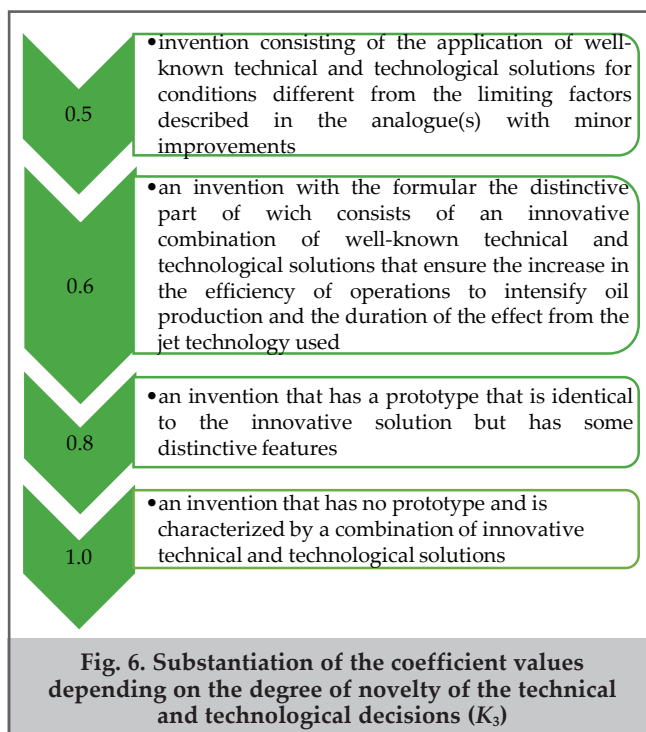 •invention consisting of the application of well-
known technical and technological solutions for
conditions different from the limiting factors
described in the analogue(s) with minor
improvements
0.5
•an invention with the formular the distinctive
part of wich consists of an innovative
combination of well-known technical and
technological solutions that ensure the increase in
the efficiency of operations to intensify oil
production and the duration of the effect from the
jet technology used
0.6
•an invention that has a prototype that is identical
to the innovative solution but has some
distinctive features
0.8
•an invention that has no prototype and is
characterized by a combination of innovative
technical and technological solutions
1.0
Fig. 6. Substantiation of the coefficient values
depending on the degree of novelty of the technical
and technological decisions (K₃)